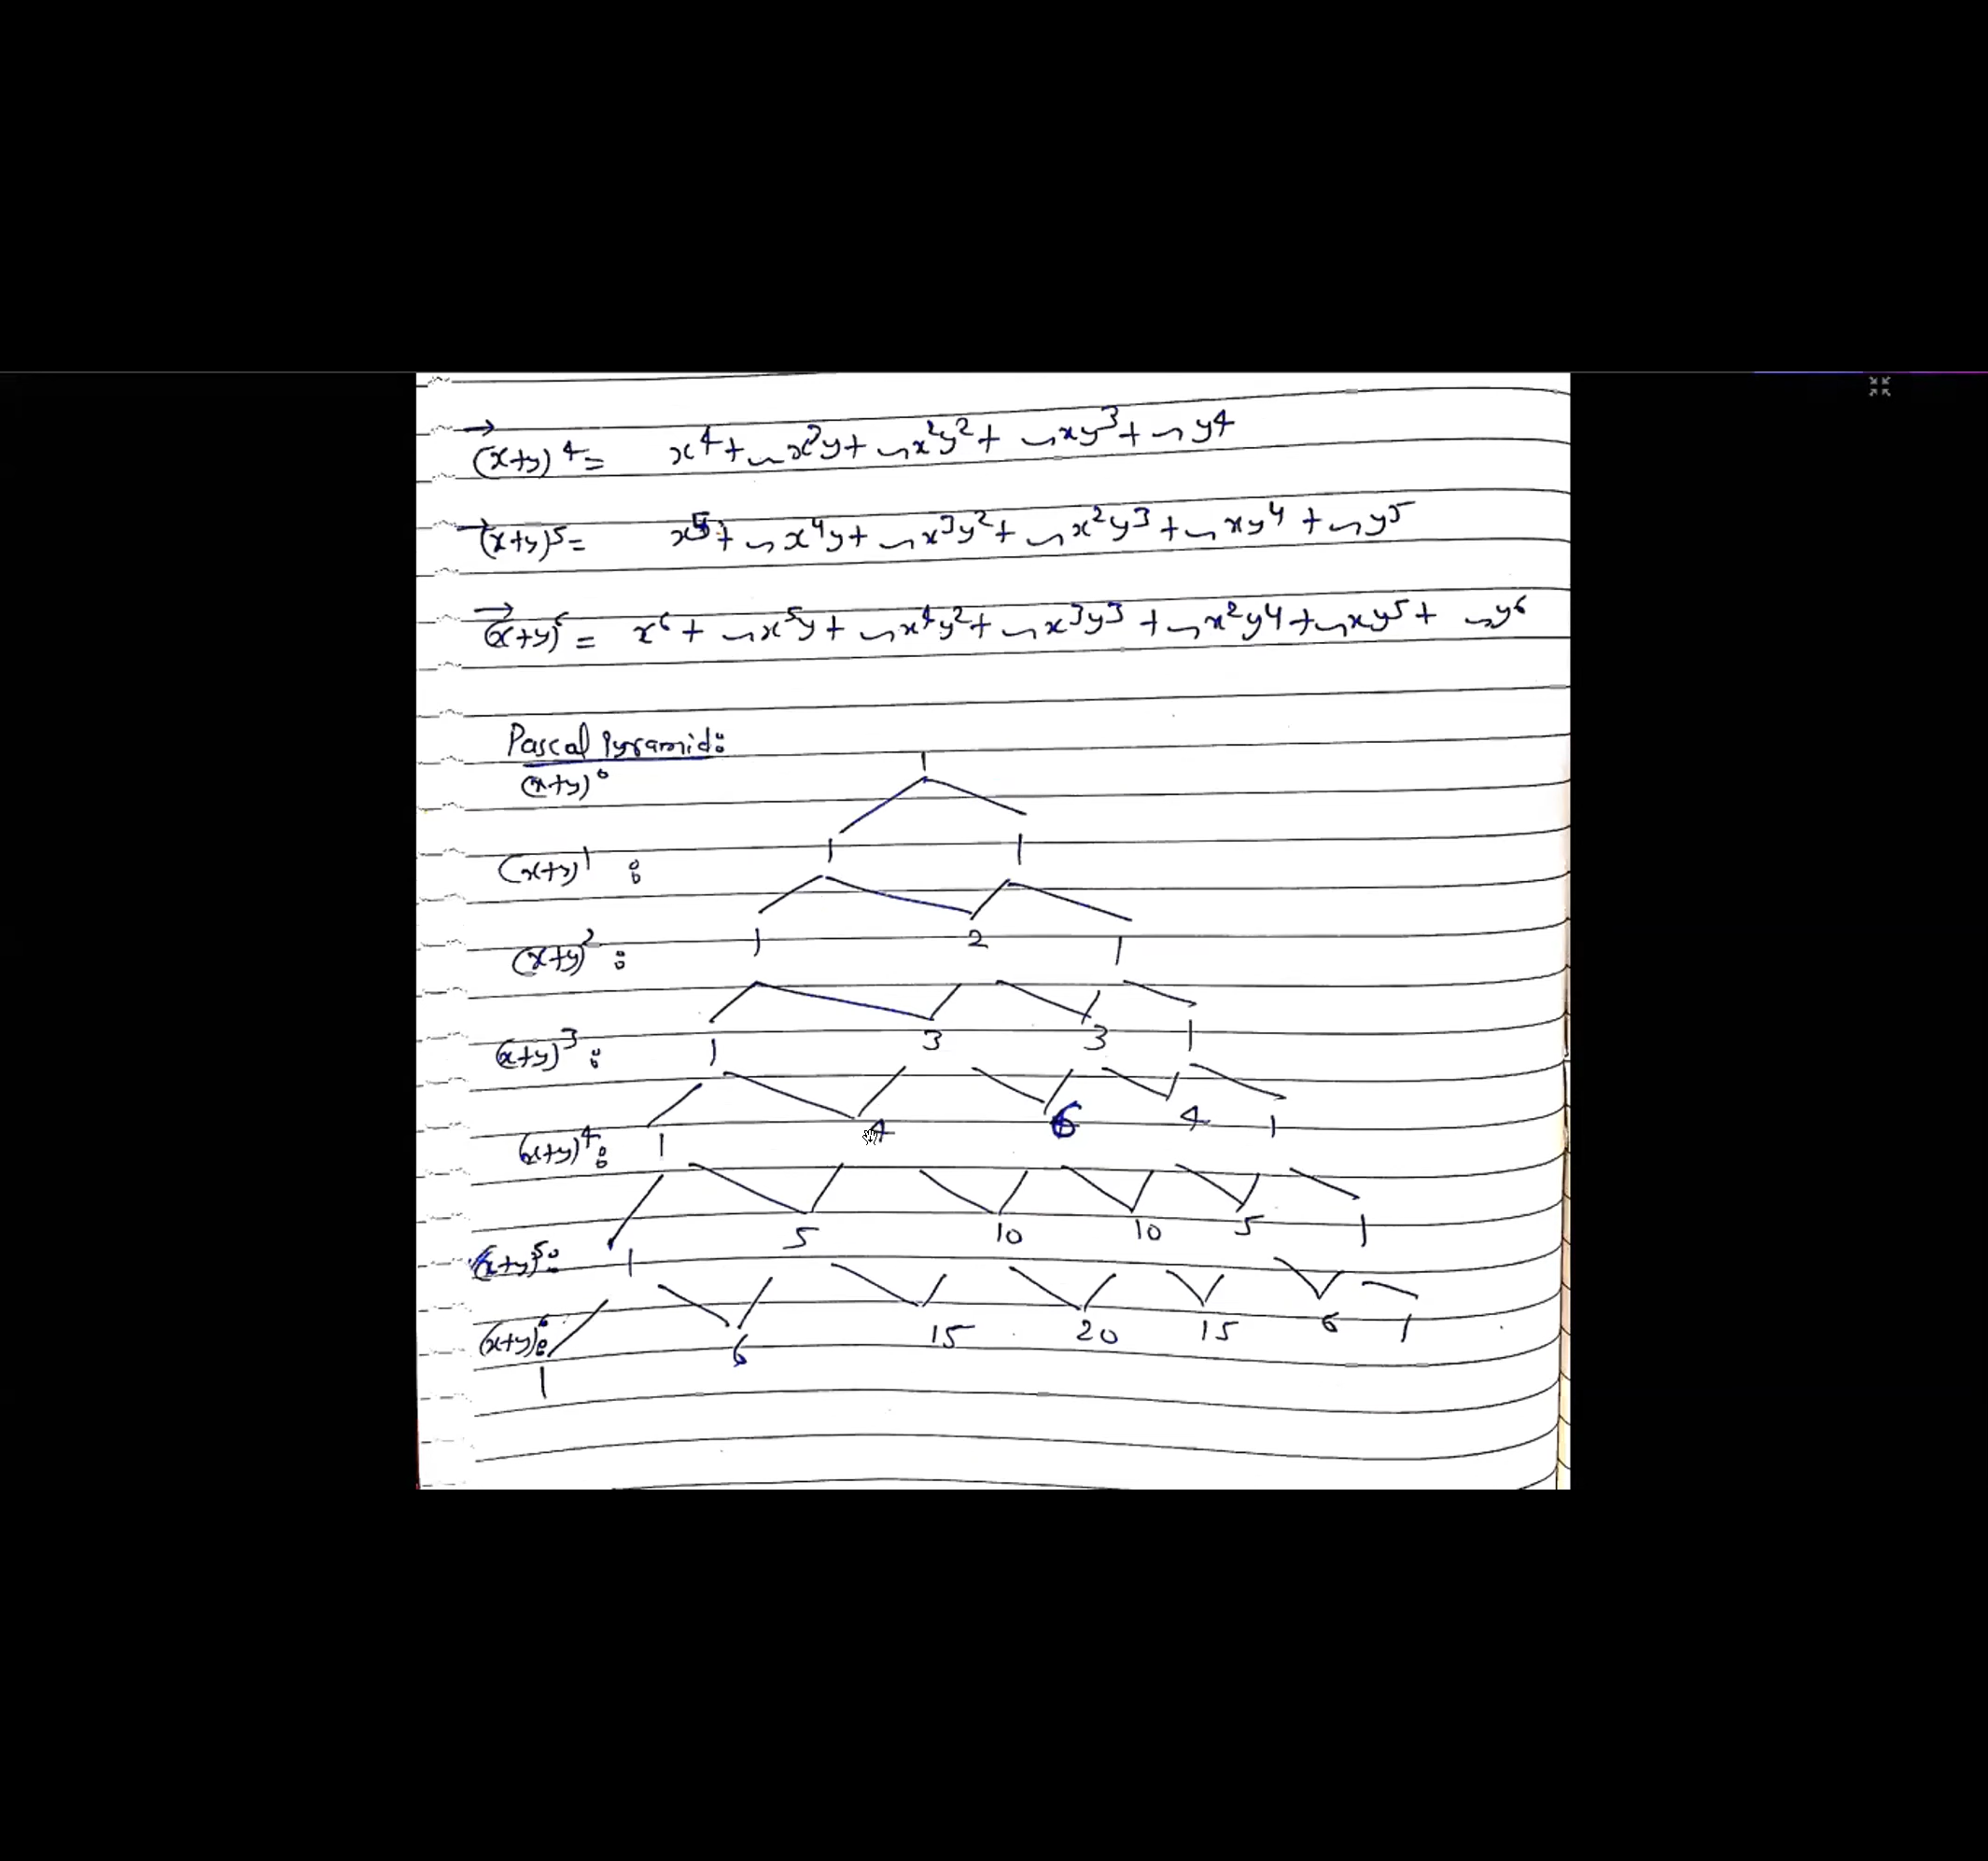 (x+y)⁴ = x⁴ + ~ x³y + ~ x²y² + ~ xy³ + ~ y⁴
(x+y)⁵ = x⁵ + ~ x⁴y + ~ x³y² + ~ x²y³ + ~ xy⁴ + ~ y⁵
(x+y)⁶ = x⁶ + ~ x⁵y + ~ x⁴y² + ~ x³y³ + ~ x²y⁴ + ~ xy⁵ + ~ y⁶
Pascal Pyramid:
(x+y)⁰ 1
(x+y)¹ : 1 1
(x+y)² : 1 2 1
(x+y)³ : 1 3 3 1
(x+y)⁴ : 1 4 6 4 1
(x+y)⁵ : 1 5 10 10 5 1
(x+y)⁶ : 1 6 15 20 15 6 1